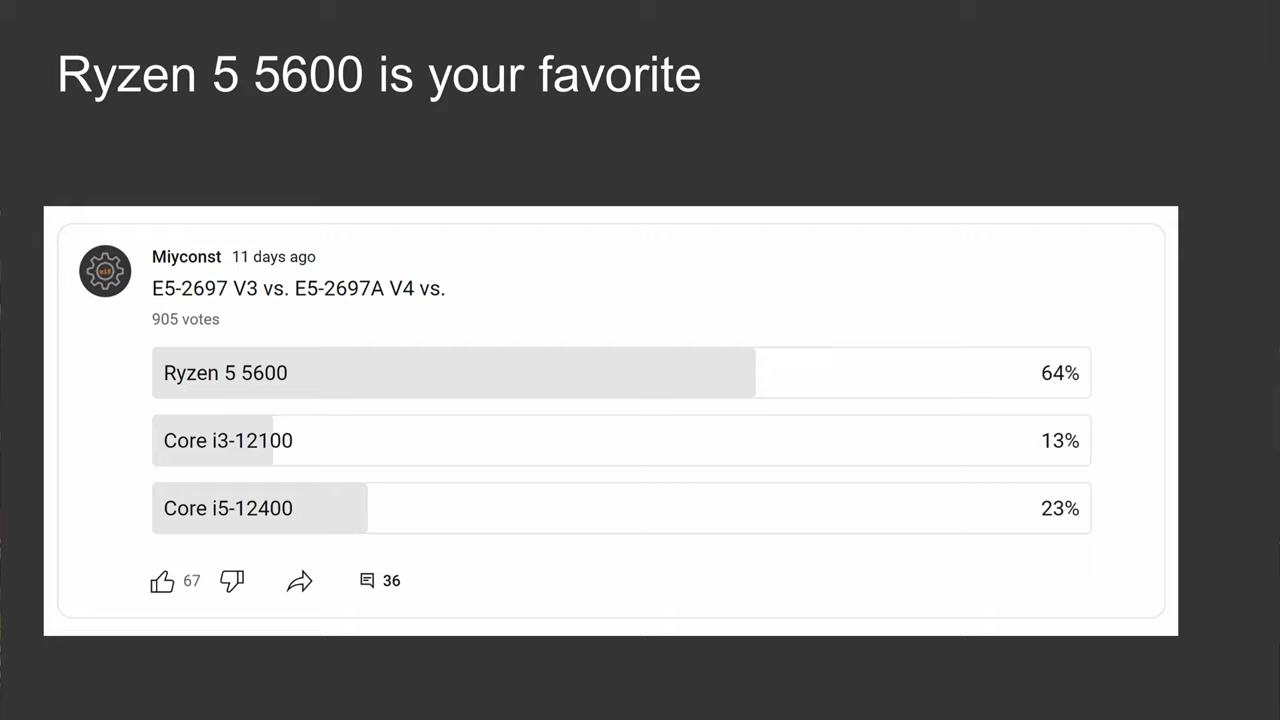 Ryzen 5 5600 is your favorite
Miyconst 11 days ago
E5-2697 V3 vs. E5-2697A V4 vs.
905 votes
Ryzen 5 5600 64%
Core i3-12100 13%
Core i5-12400 23%
67 36